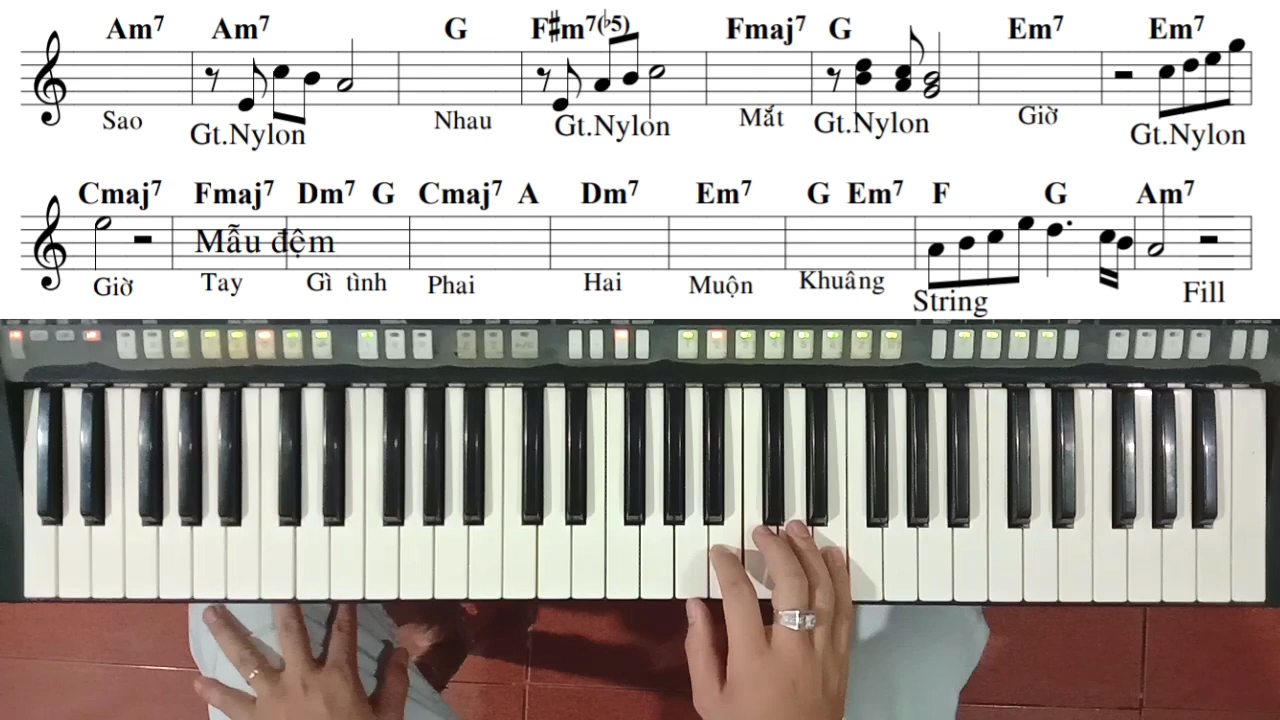 Am7 Am7 G F♯m7(♭5) Fmaj7 G Em7 Em7
Sao Gt.Nylon Nhau Gt.Nylon Mắt Gt.Nylon Giờ Gt.Nylon
Cmaj7 Fmaj7 Dm7 G Cmaj7 A Dm7 Em7 G Em7 F G Am7
Mẫu đệm
Giờ Tay Gì tình Phai Hai Muộn Khuâng String Fill